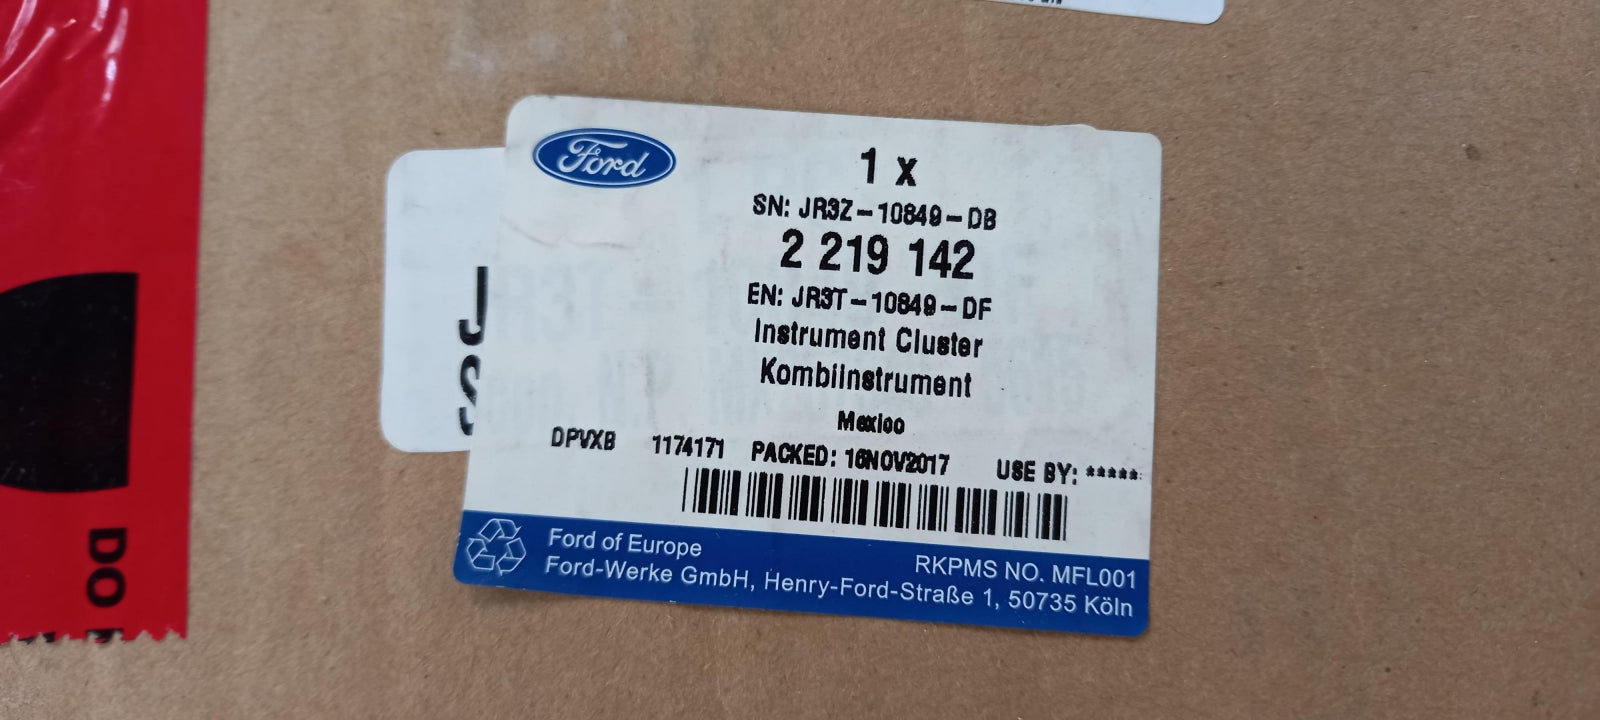 Ford
1 x
SN: JR3Z-10849-DB
2 219 142
EN: JR3T-10849-DF
Instrument Cluster
Kombiinstrument
Mexico
DPVXB 1174171 PACKED: 16NOV2017 USE BY: *****
Ford of Europe
RKPMS NO. MFL001
Ford-Werke GmbH, Henry-Ford-Straße 1, 50735 Köln
J
S
DO